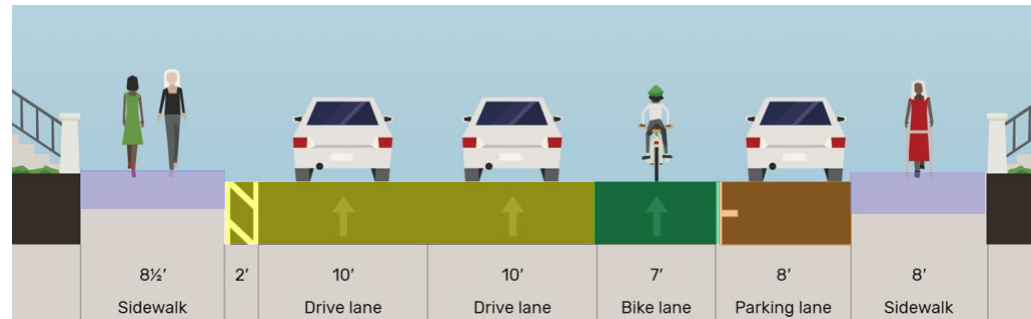 8½′ 2′ 10′ 10′ 7′ 8′ 8′
Sidewalk Drive lane Drive lane Bike lane Parking lane Sidewalk